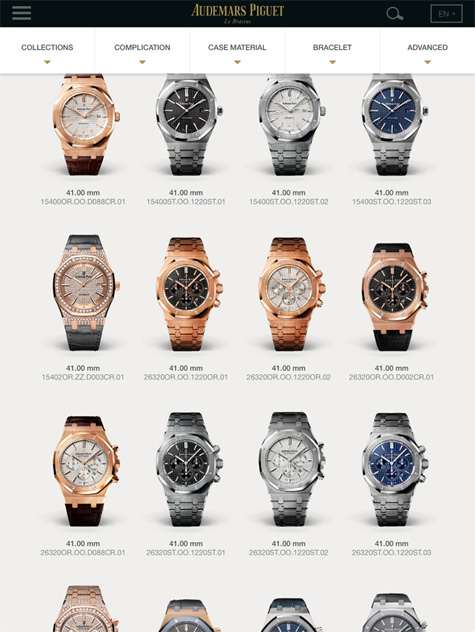 AUDEMARS PIGUET
Le Brassus
EN
COLLECTIONS COMPLICATION CASE MATERIAL BRACELET ADVANCED
41.00 mm 41.00 mm 41.00 mm 41.00 mm
15400OR.OO.D088CR.01 15400ST.OO.1220ST.01 15400ST.OO.1220ST.02 15400ST.OO.1220ST.03
41.00 mm 41.00 mm 41.00 mm 41.00 mm
15402OR.ZZ.D003CR.01 26320OR.OO.1220OR.01 26320OR.OO.1220OR.02 26320OR.OO.D002CR.01
41.00 mm 41.00 mm 41.00 mm 41.00 mm
26320OR.OO.D088CR.01 26320ST.OO.1220ST.01 26320ST.OO.1220ST.02 26320ST.OO.1220ST.03